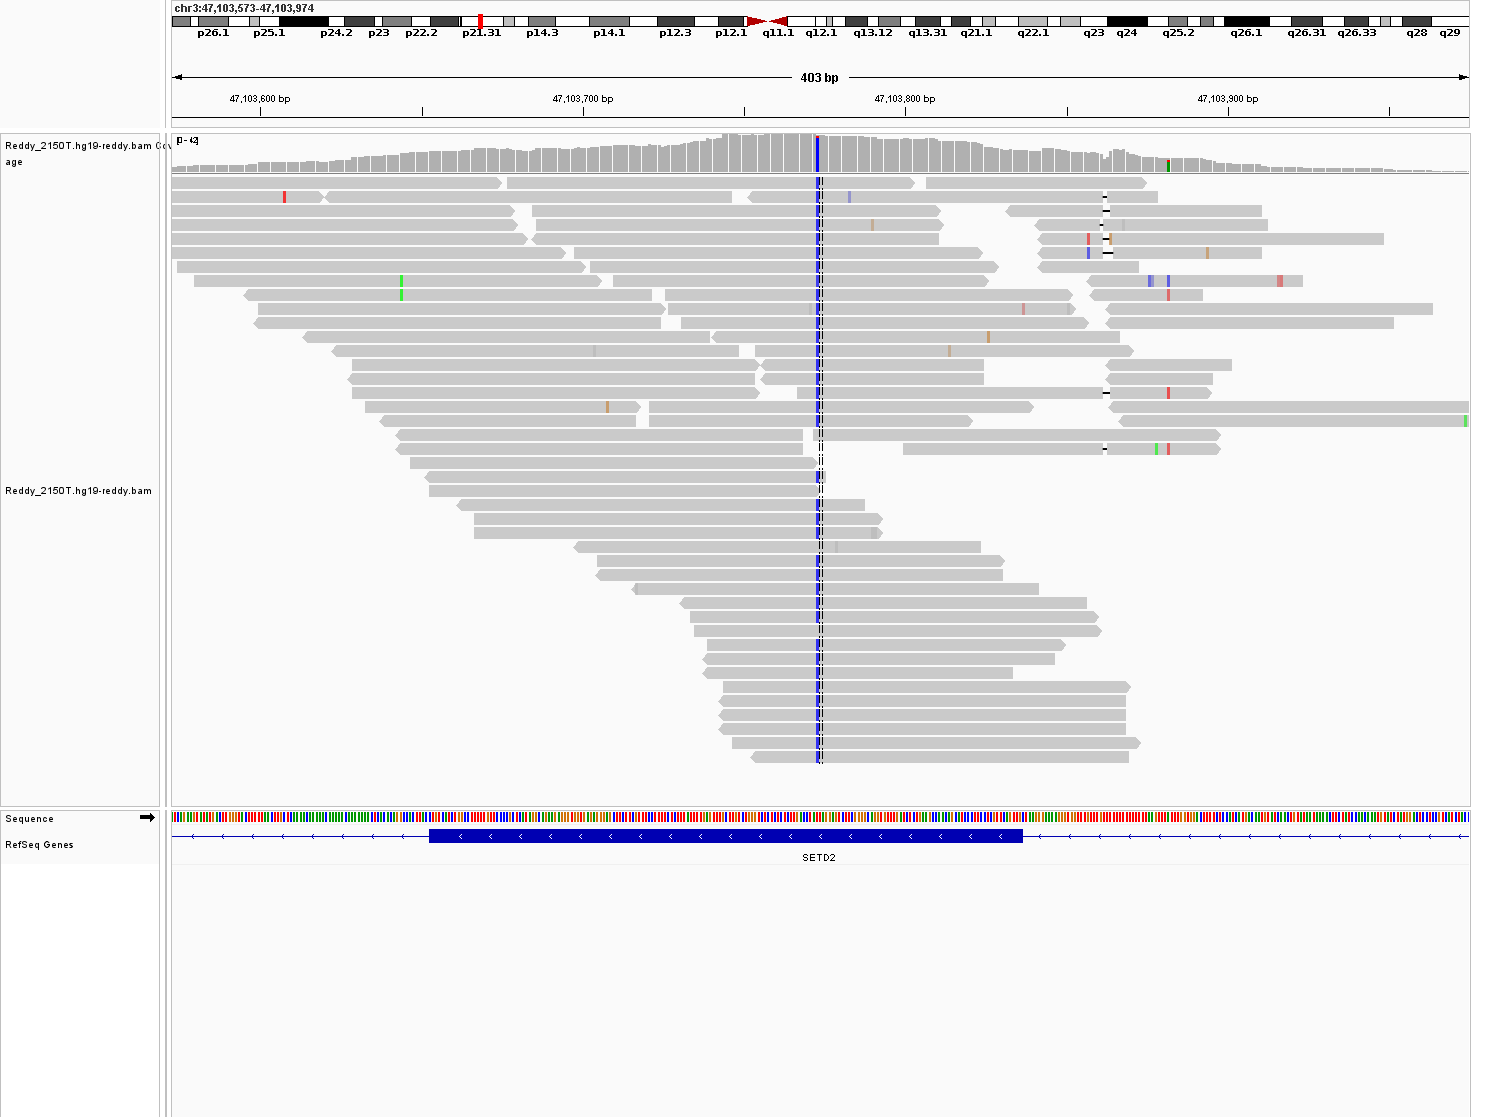 chr3:47,103,573-47,103,974
p26.1 p25.1 p24.2 p23 p22.2 p21.31 p14.3 p14.1 p12.3 p12.1 q11.1 q12.1 q13.12 q13.31 q21.1 q22.1 q23 q24 q25.2 q26.1 q26.31 q26.33 q28 q29
403 bp
47,103,600 bp 47,103,700 bp 47,103,800 bp 47,103,900 bp
[0 - 42]
Reddy_2150T.hg19-reddy.bam Cov
age
Reddy_2150T.hg19-reddy.bam
Sequence
RefSeq Genes
SETD2